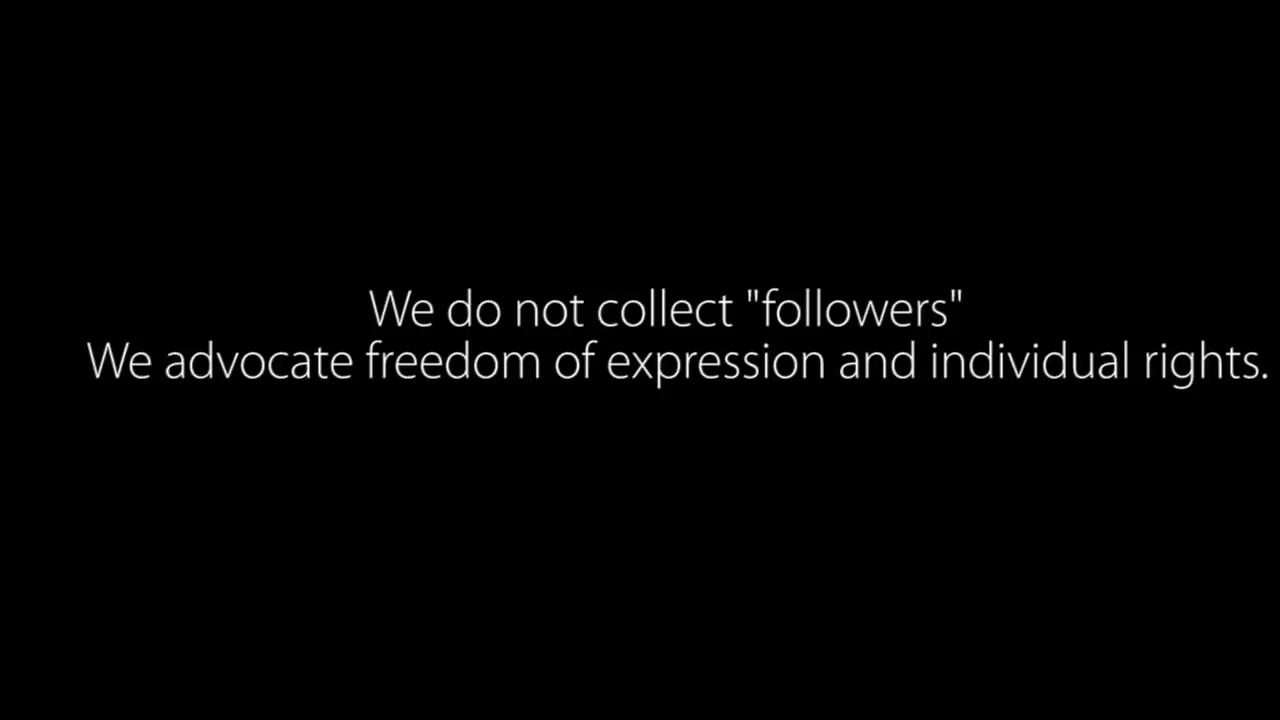 We do not collect "followers"
We advocate freedom of expression and individual rights.